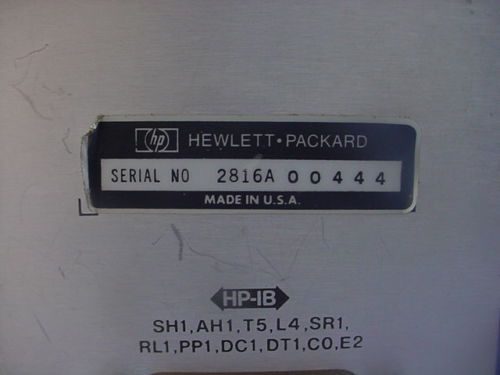 hp HEWLETT·PACKARD
SERIAL NO 2816A 00444
MADE IN U.S.A.
HP-IB
SH1,AH1,T5,L4,SR1,
RL1,PP1,DC1,DT1,C0,E2